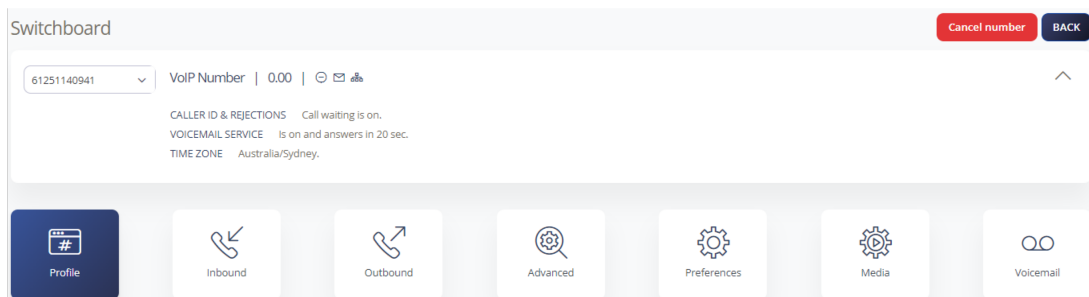 Switchboard
Cancel number
BACK
61251140941
VoIP Number | 0.00 |
CALLER ID & REJECTIONS Call waiting is on.
VOICEMAIL SERVICE Is on and answers in 20 sec.
TIME ZONE Australia/Sydney.
#
Profile
Inbound
Outbound
Advanced
Preferences
Media
Voicemail